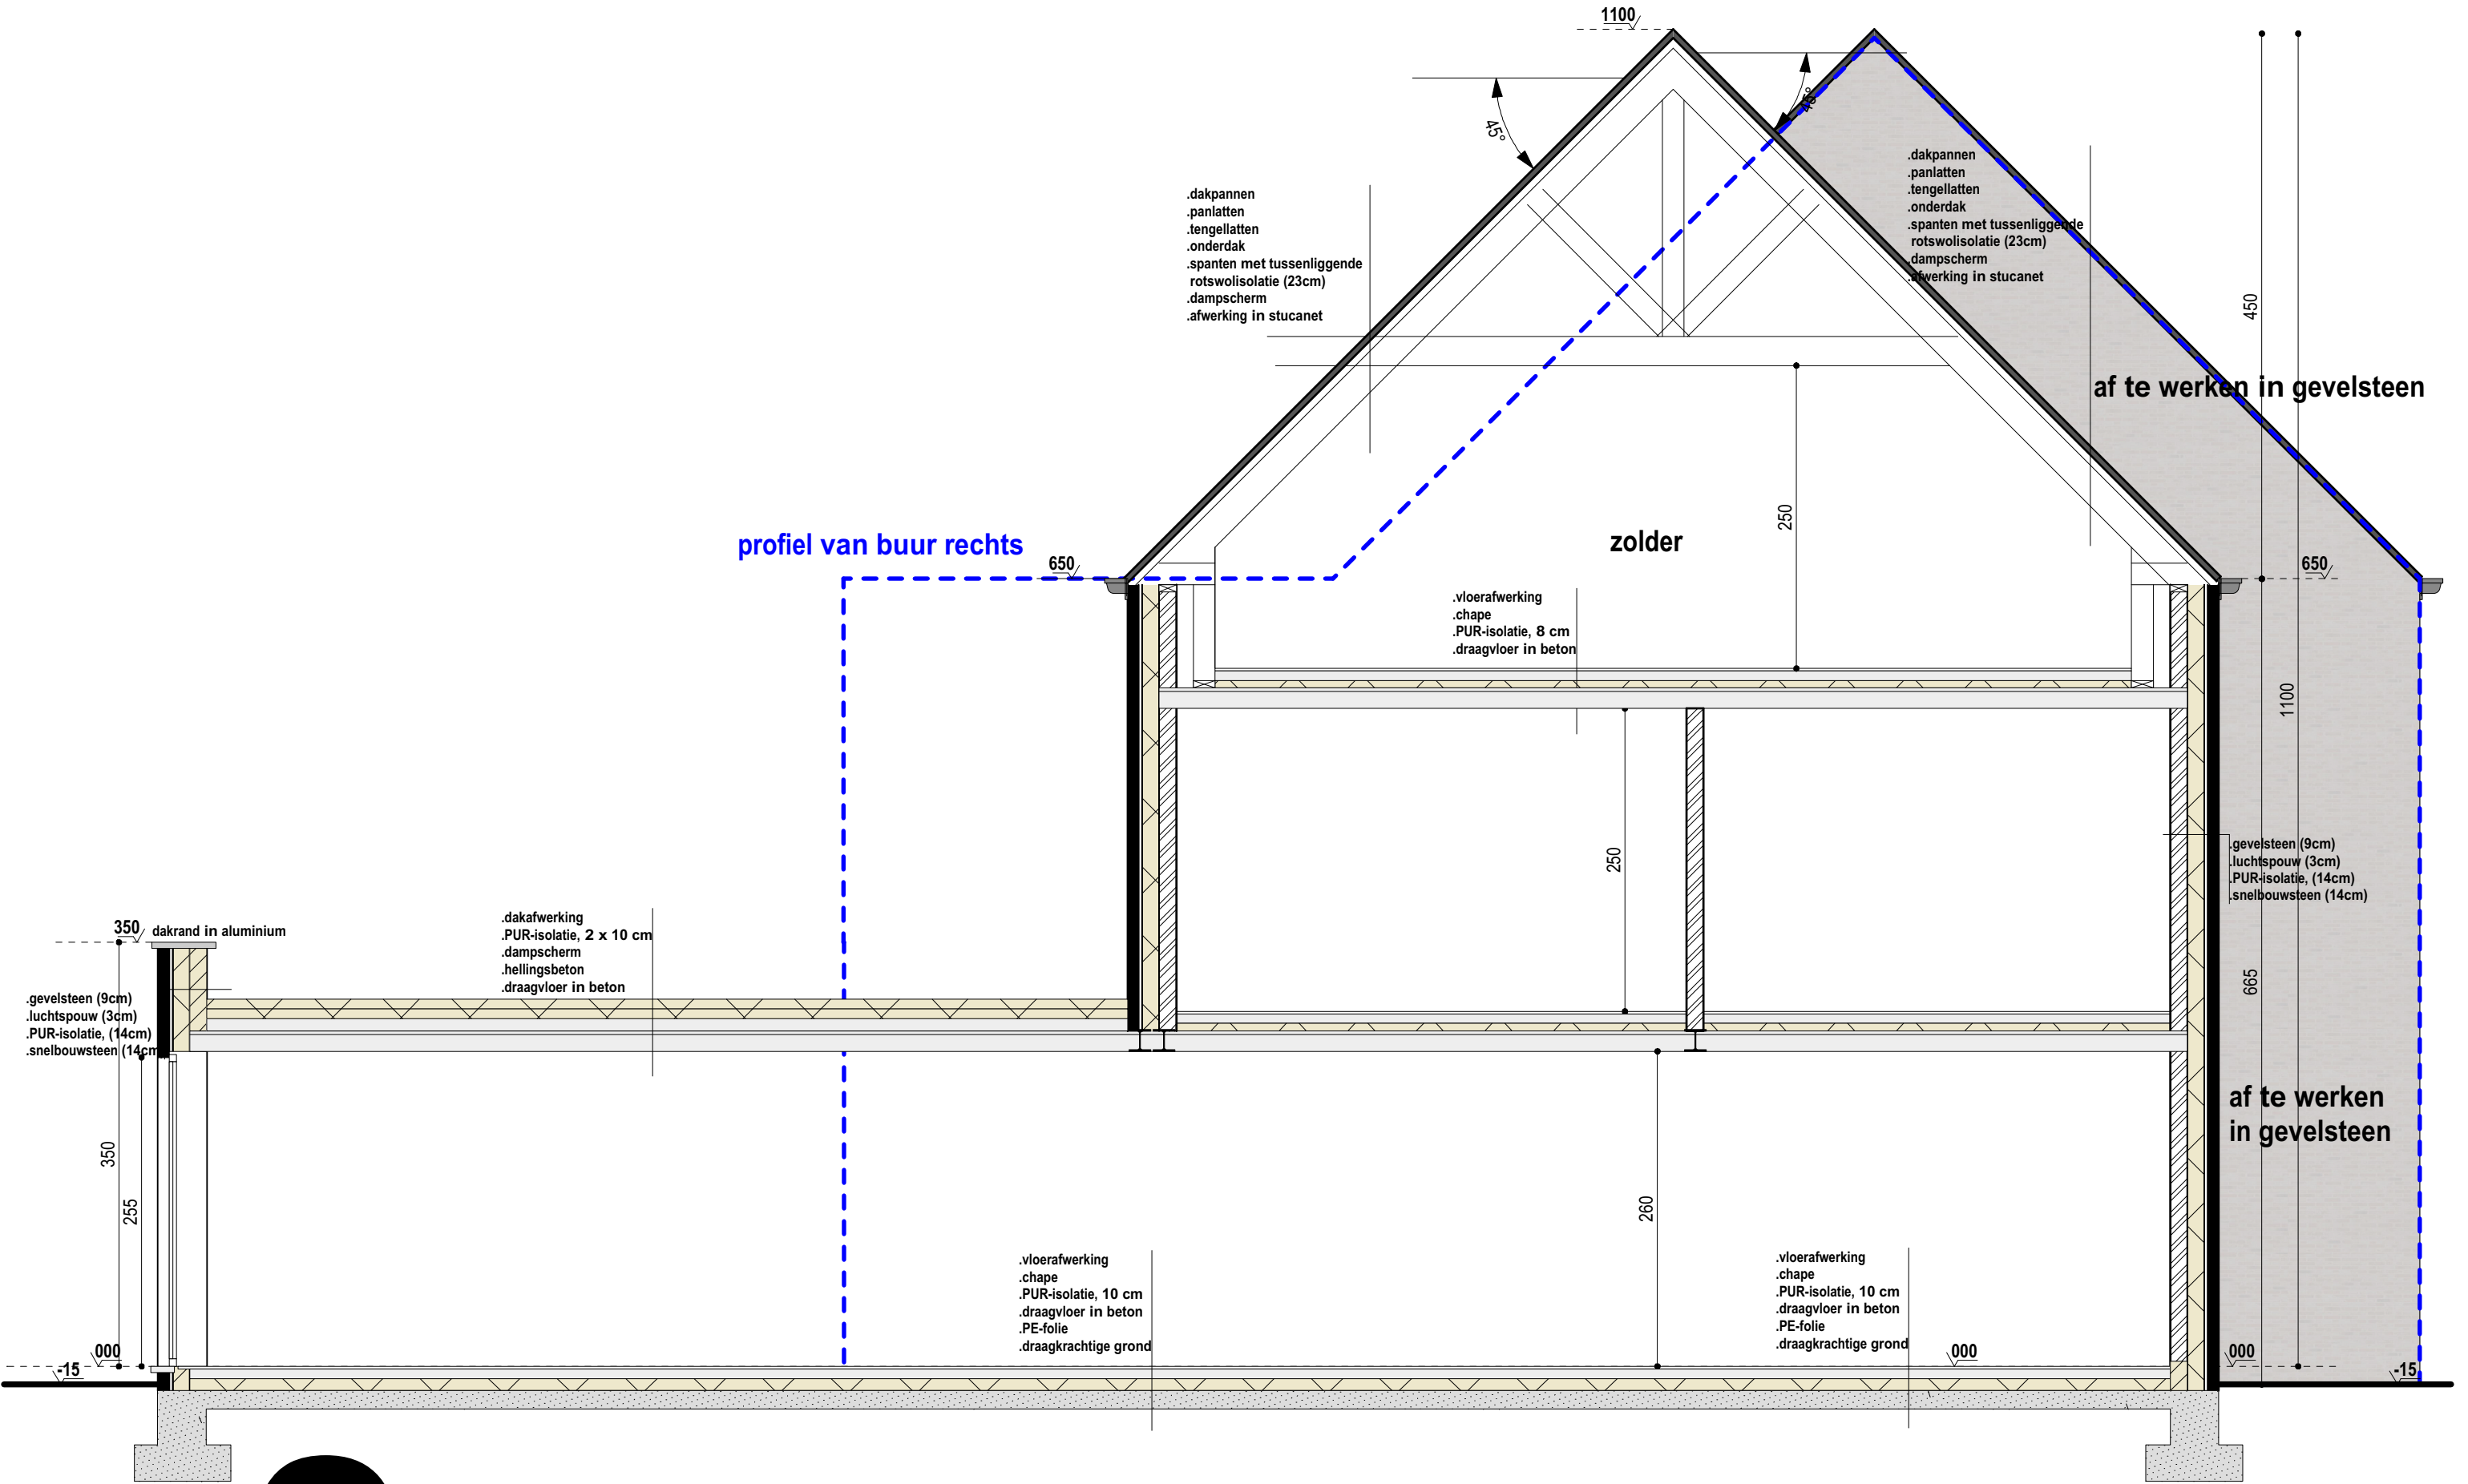 1100
45°
45°
.dakpannen
.panlatten
.tengellatten
.onderdak
.spanten met tussenliggende
rotswolisolatie (23cm)
.dampscherm
.afwerking in stucanet
.dakpannen
.panlatten
.tengellatten
.onderdak
.spanten met tussenliggende
rotswolisolatie (23cm)
.dampscherm
.afwerking in stucanet
450
af te werken in gevelsteen
250
profiel van buur rechts
zolder
650
650
.vloerafwerking
.chape
.PUR-isolatie, 8 cm
.draagvloer in beton
1100
250
.gevelsteen (9cm)
.luchtspouw (3cm)
.PUR-isolatie, (14cm)
.snelbouwsteen (14cm)
350
dakrand in aluminium
.dakafwerking
.PUR-isolatie, 2 x 10 cm
.dampscherm
.hellingsbeton
.draagvloer in beton
665
.gevelsteen (9cm)
.luchtspouw (3cm)
.PUR-isolatie, (14cm)
.snelbouwsteen (14cm
af te werken
in gevelsteen
350
255
260
.vloerafwerking
.chape
.PUR-isolatie, 10 cm
.draagvloer in beton
.PE-folie
.draagkrachtige grond
.vloerafwerking
.chape
.PUR-isolatie, 10 cm
.draagvloer in beton
.PE-folie
.draagkrachtige grond
000
-15
000
000
-15